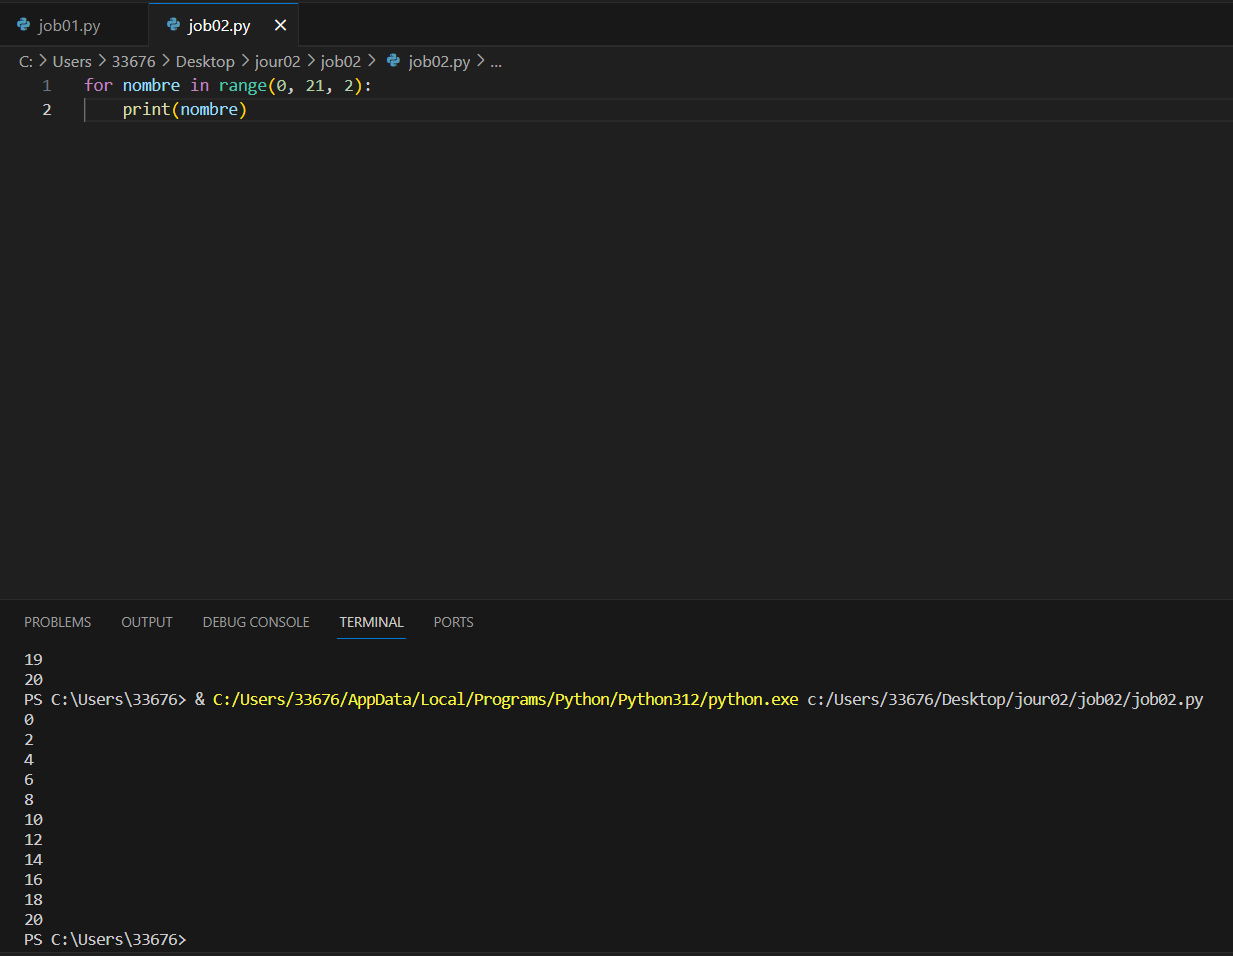 job01.py job02.py ×
C: > Users > 33676 > Desktop > jour02 > job02 > job02.py > ...
1 for nombre in range(0, 21, 2):
2     print(nombre)
PROBLEMS OUTPUT DEBUG CONSOLE TERMINAL PORTS
19
20
PS C:\Users\33676> & C:/Users/33676/AppData/Local/Programs/Python/Python312/python.exe c:/Users/33676/Desktop/jour02/job02/job02.py
0
2
4
6
8
10
12
14
16
18
20
PS C:\Users\33676>